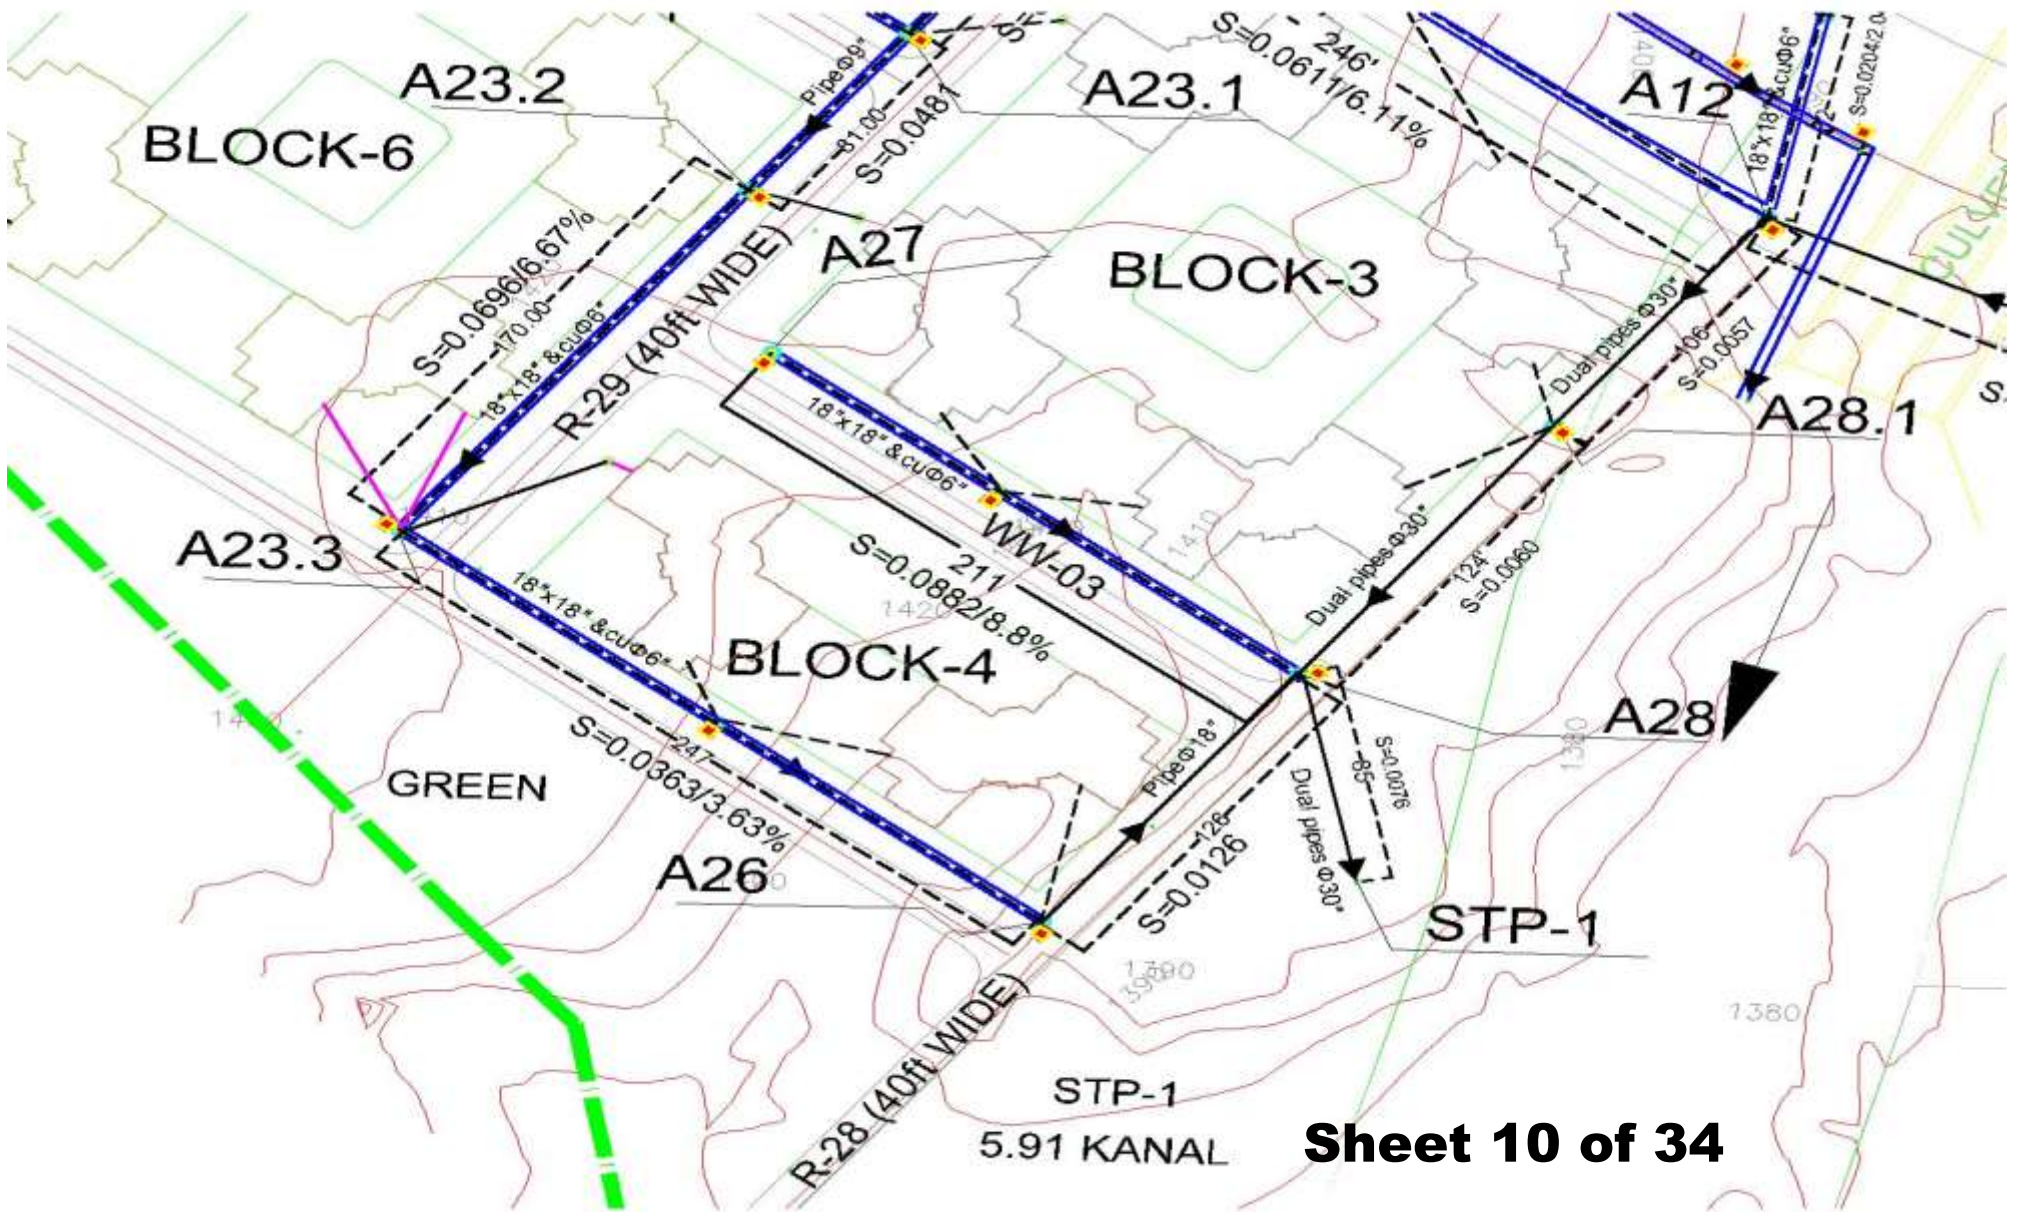 246'
S=0.0611/6.11%
Pipe Φ9"
A23.2
A23.1
A12
18"x18" &cuΦ6"
BLOCK-6
81.00
S=0.0481
S=0.0696/6.67%
170.00
18"x18" &cuΦ6"
R-29 (40ft WIDE)
A27
BLOCK-3
CULVE
Dual pipes Φ30"
106
S=0.0057
A28.1
18"x18" &cuΦ6"
WW-03
211
S=0.0882/8.8%
1410
1420
Dual pipes Φ30"
124'
S=0.0060
A23.3
18"x18" &cuΦ6"
BLOCK-4
A28
1380
GREEN
247
S=0.0363/3.63%
Pipe Φ18"
S=0.0076
85
Dual pipes Φ30"
126
S=0.0126
A26
STP-1
1390
1390
1380
R-28 (40ft WIDE)
STP-1
5.91 KANAL
Sheet 10 of 34